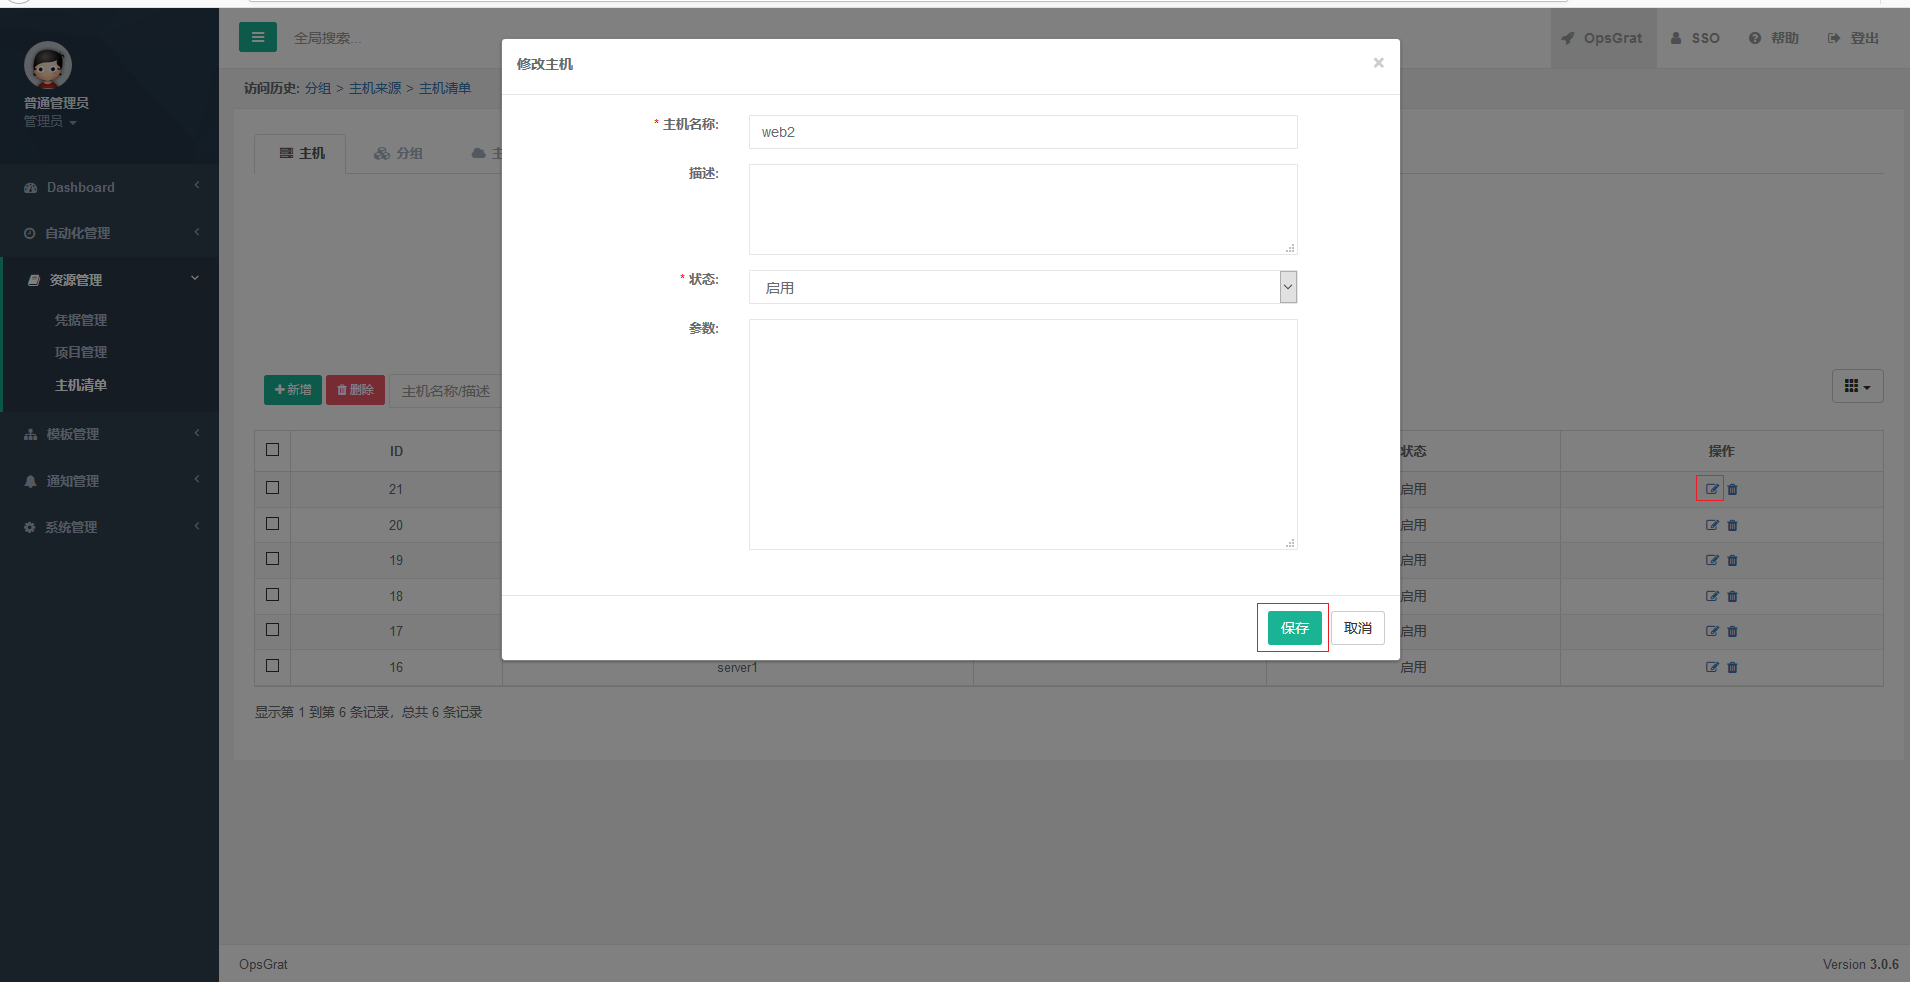 全局搜索...
OpsGrat
SSO
帮助
登出
普通管理员
管理员
Dashboard
自动化管理
资源管理
凭据管理
项目管理
主机清单
模板管理
通知管理
系统管理
访问历史: 分组 > 主机来源 > 主机清单
主机
分组
主
新增
删除
主机名称/描述
ID
状态
操作
21
启用
20
启用
19
启用
18
启用
17
启用
16
server1
启用
显示第 1 到第 6 条记录，总共 6 条记录
修改主机
×
* 主机名称:
web2
描述:
* 状态:
启用
参数:
保存
取消
OpsGrat
Version 3.0.6